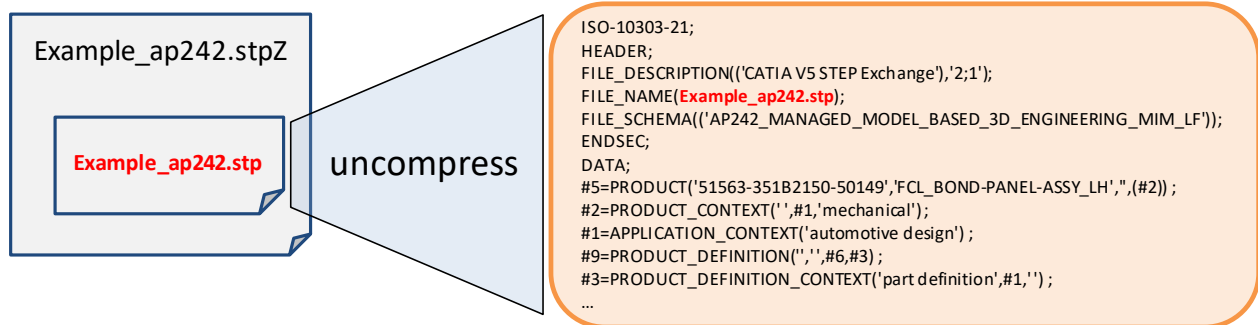 Example_ap242.stpZ
Example_ap242.stp
uncompress
ISO-10303-21;
HEADER;
FILE_DESCRIPTION(('CATIA V5 STEP Exchange'),'2;1');
FILE_NAME(Example_ap242.stp);
FILE_SCHEMA(('AP242_MANAGED_MODEL_BASED_3D_ENGINEERING_MIM_LF'));
ENDSEC;
DATA;
#5=PRODUCT('51563-351B2150-50149','FCL_BOND-PANEL-ASSY_LH','',(#2)) ;
#2=PRODUCT_CONTEXT(' ',#1,'mechanical') ;
#1=APPLICATION_CONTEXT('automotive design') ;
#9=PRODUCT_DEFINITION('','',#6,#3) ;
#3=PRODUCT_DEFINITION_CONTEXT('part definition',#1,' ') ;
...